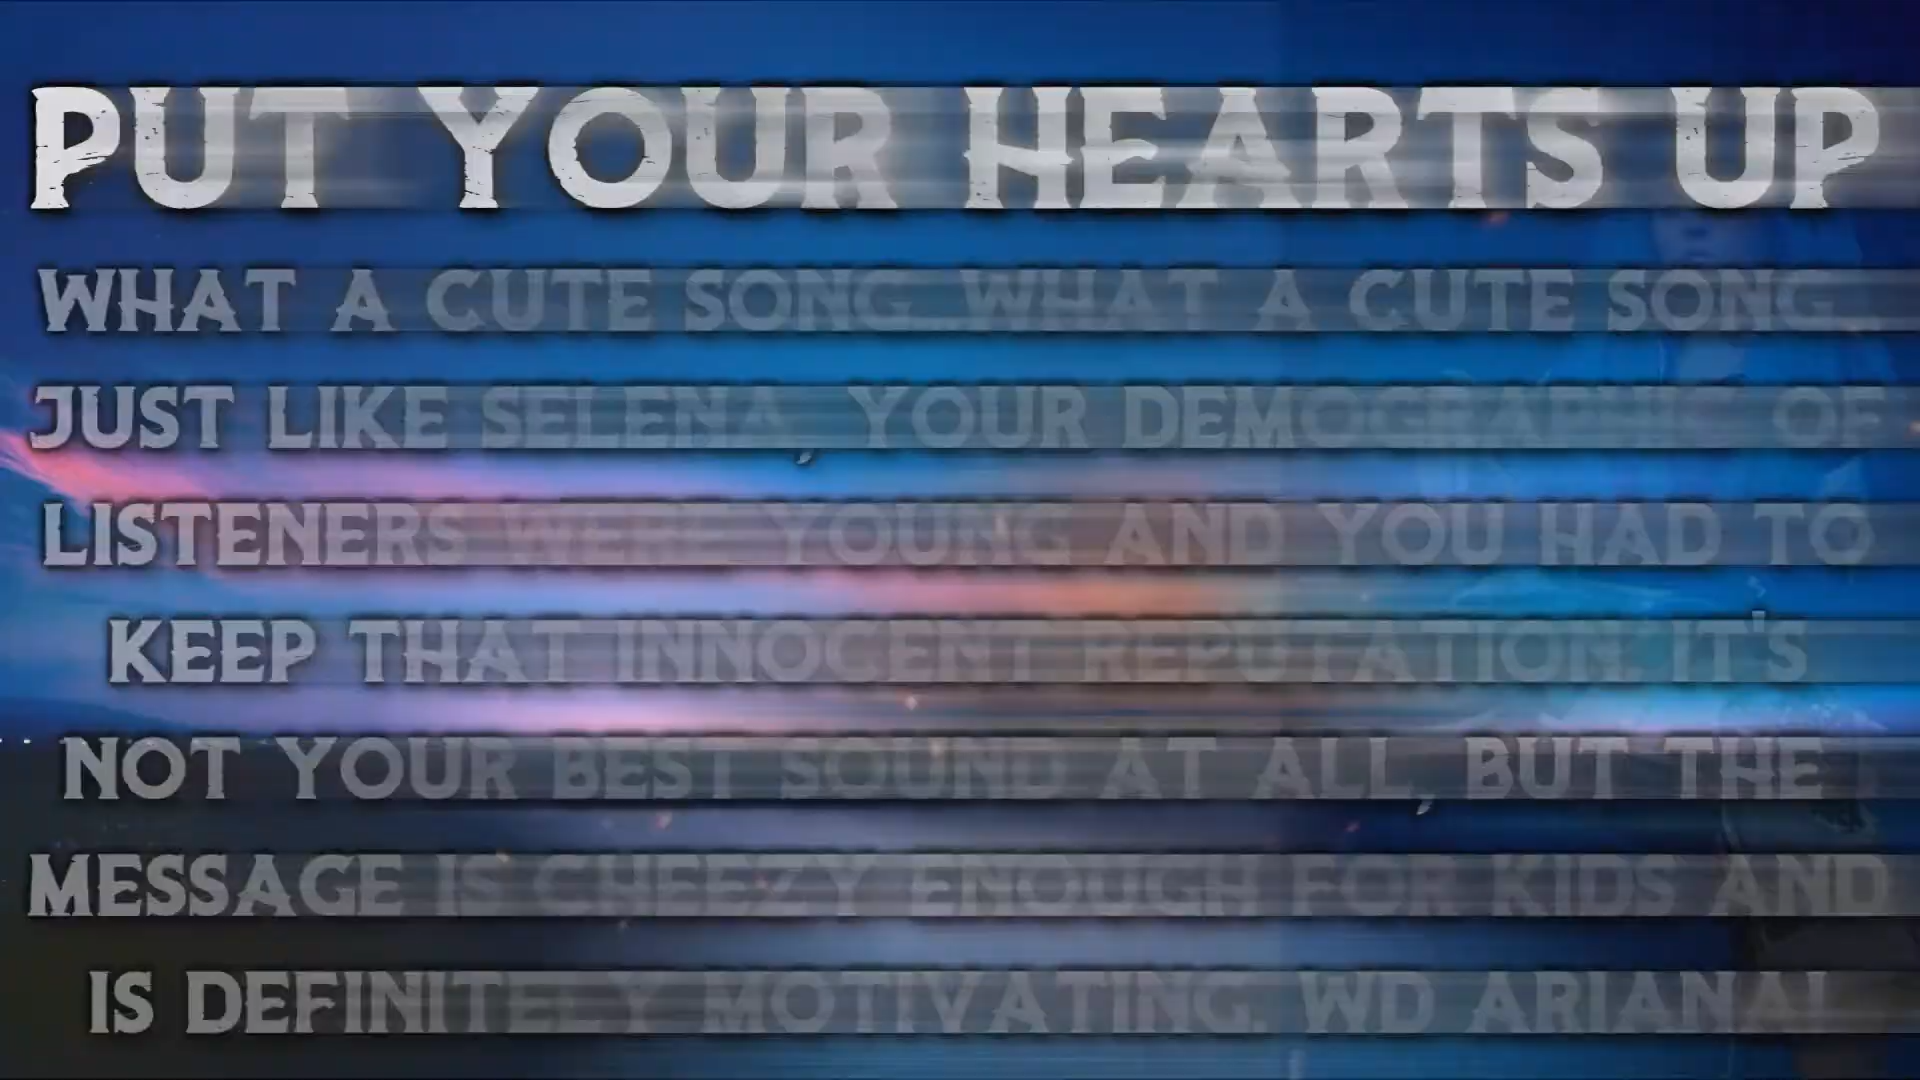 PUT YOUR HEARTS UP
WHAT A CUTE SONG. WHAT A CUTE SONG.
JUST LIKE SELENA, YOUR DEMOGRAPHIC OF
LISTENERS WERE YOUNG AND YOU HAD TO
KEEP THAT INNOCENT REPUTATION. IT'S
NOT YOUR BEST SOUND AT ALL, BUT THE
MESSAGE IS CHEEZY ENOUGH FOR KIDS AND
IS DEFINITELY MOTIVATING. WD ARIANA!